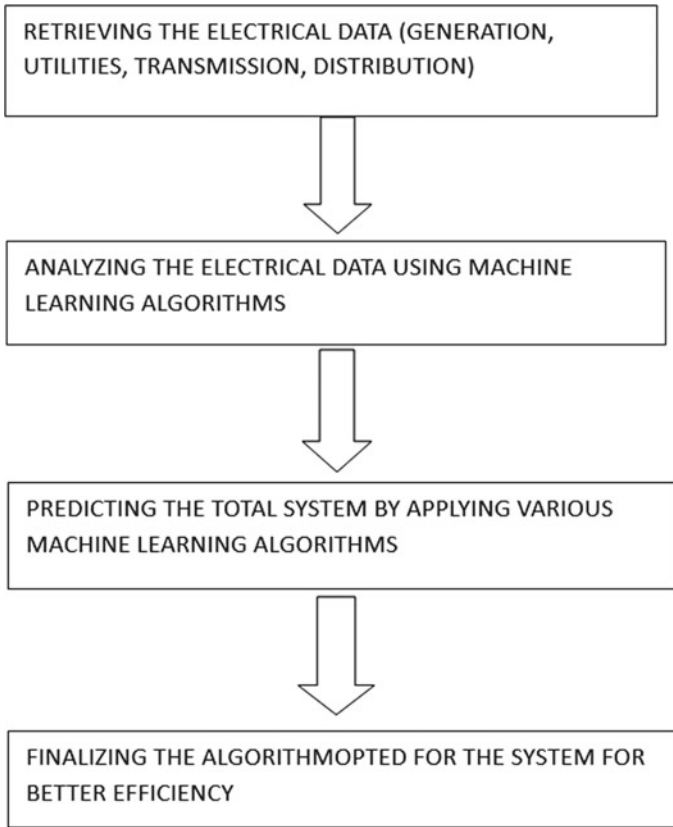 RETRIEVING THE ELECTRICAL DATA (GENERATION,
UTILITIES, TRANSMISSION, DISTRIBUTION)
ANALYZING THE ELECTRICAL DATA USING MACHINE
LEARNING ALGORITHMS
PREDICTING THE TOTAL SYSTEM BY APPLYING VARIOUS
MACHINE LEARNING ALGORITHMS
FINALIZING THE ALGORITHMOPTED FOR THE SYSTEM FOR
BETTER EFFICIENCY